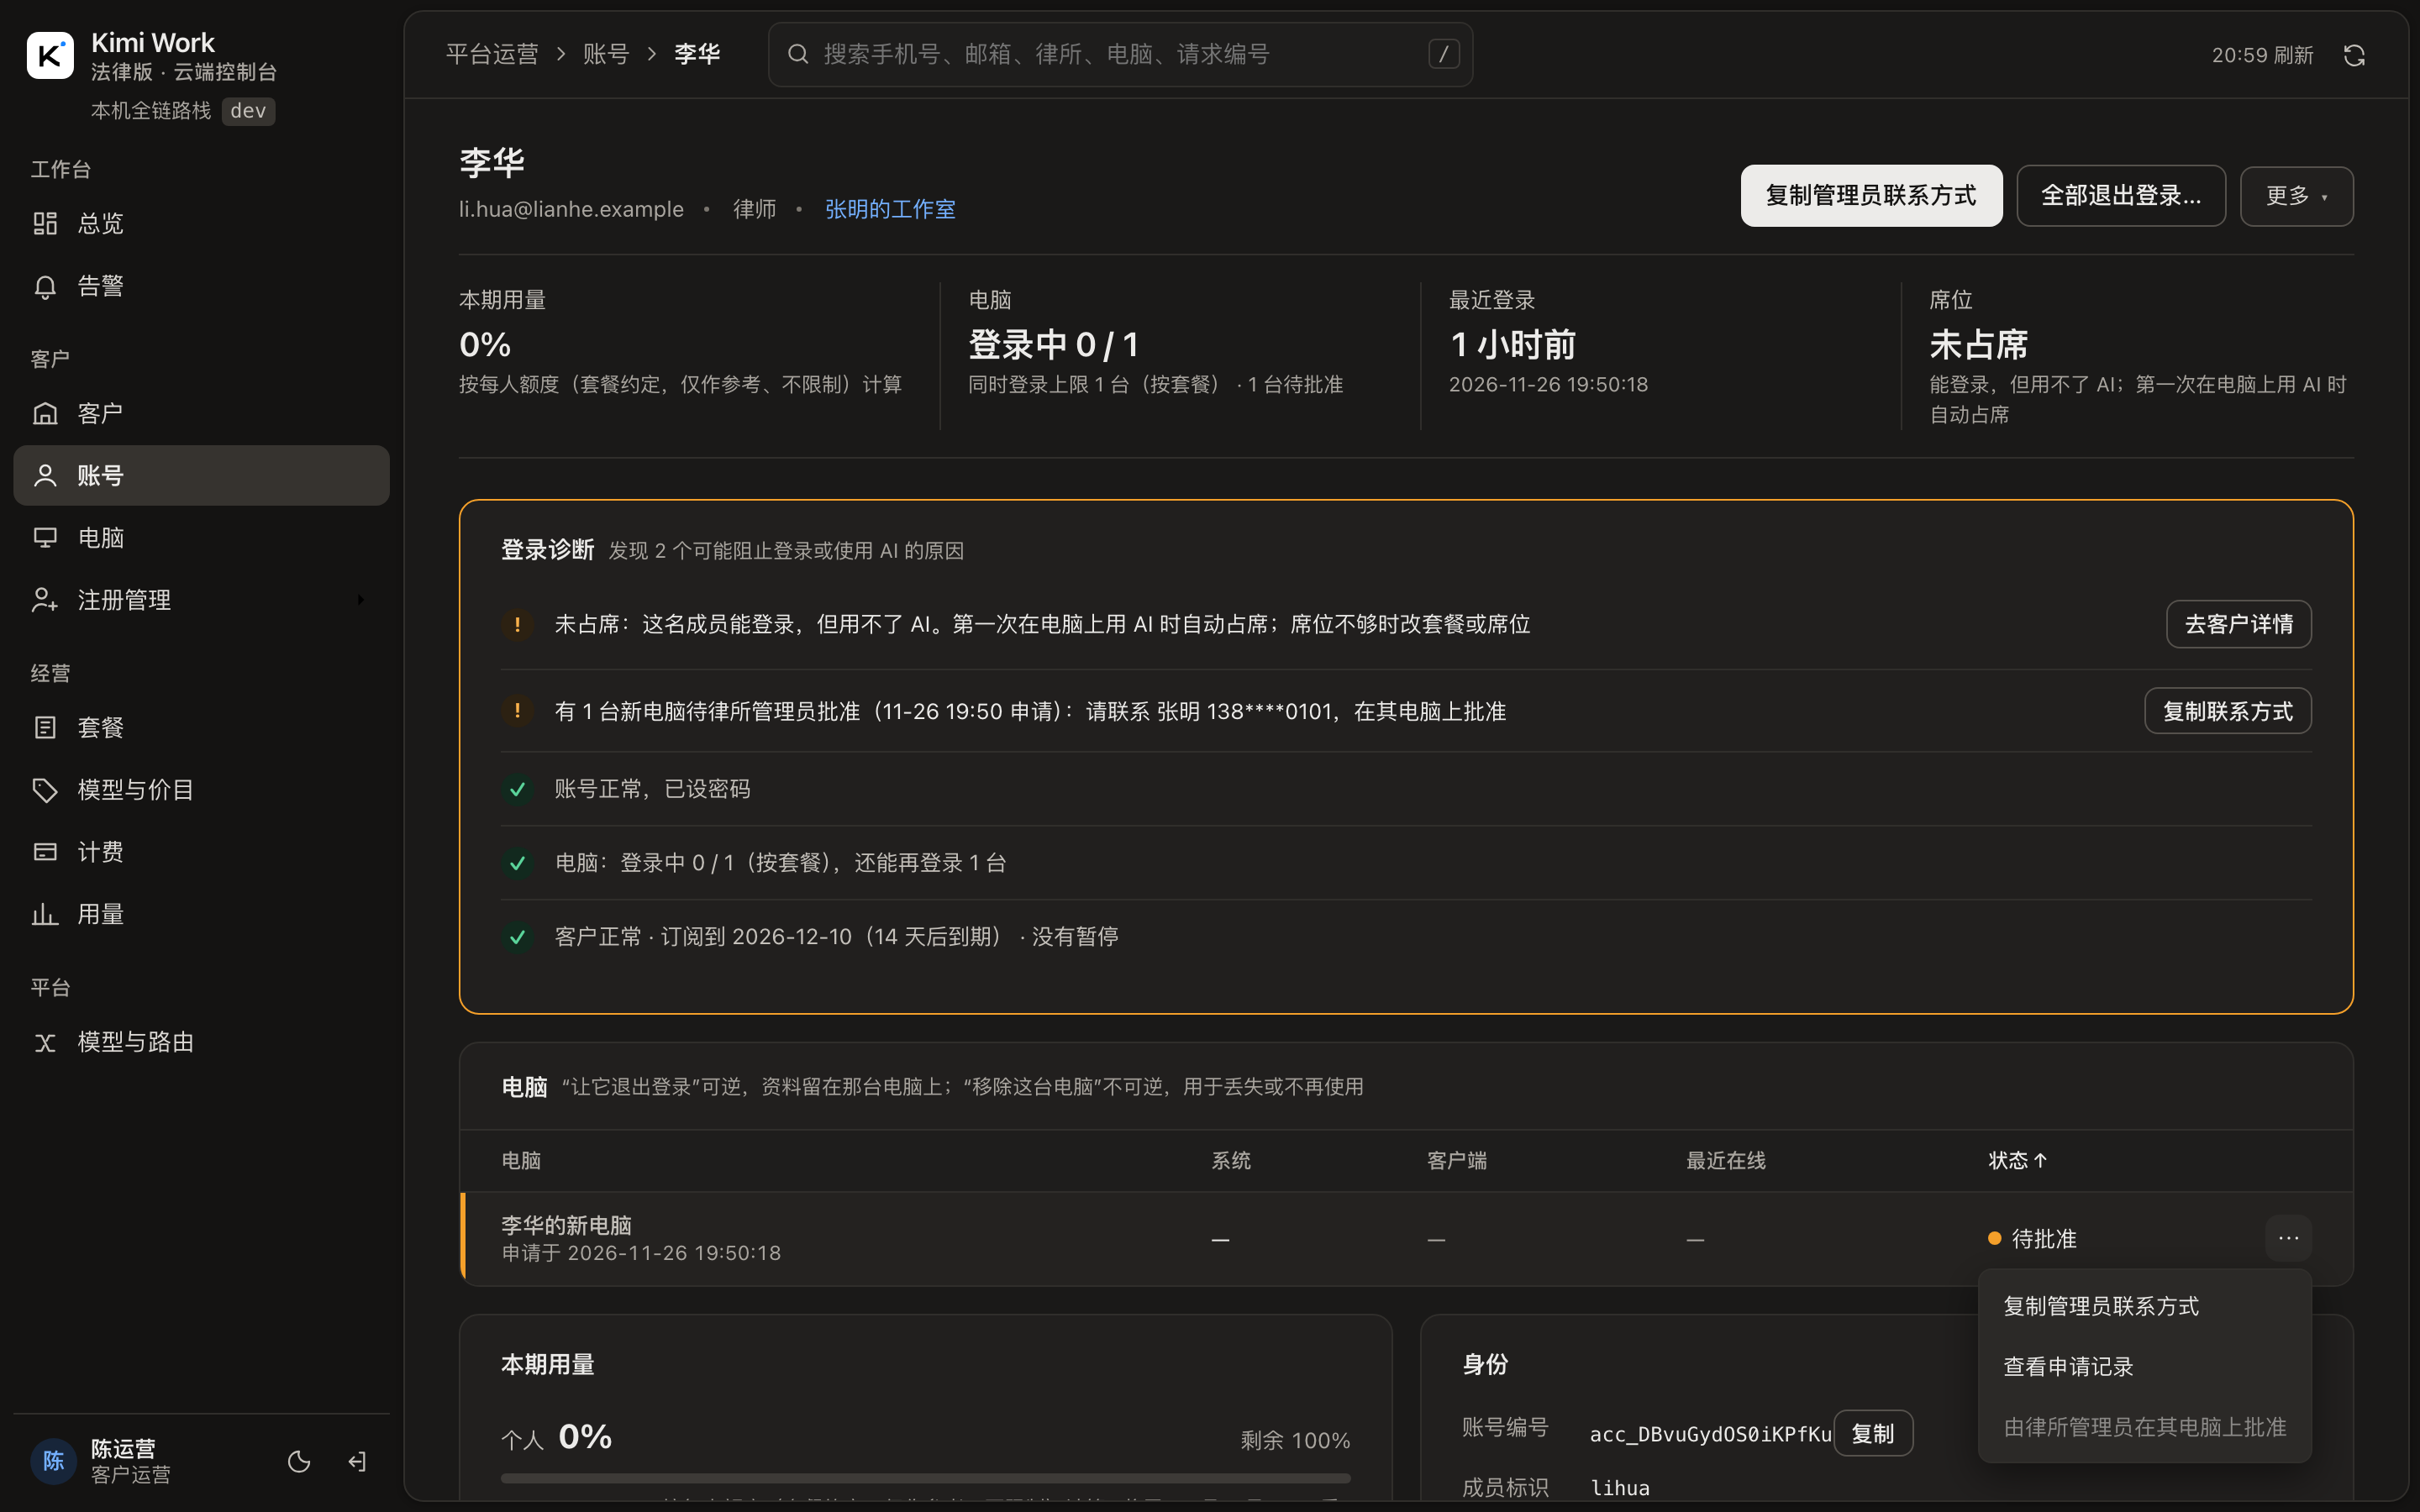 Kimi Work
法律版 · 云端控制台
本机全链路栈 dev
工作台
总览
告警
客户
客户
账号
电脑
注册管理
经营
套餐
模型与价目
计费
用量
平台
模型与路由
陈 陈运营
客户运营
平台运营 > 账号 > 李华
搜索手机号、邮箱、律所、电脑、请求编号 /
20:59 刷新
李华
li.hua@lianhe.example • 律师 • 张明的工作室
复制管理员联系方式 全部退出登录... 更多
本期用量
0%
按每人额度（套餐约定，仅作参考、不限制）计算
电脑
登录中 0 / 1
同时登录上限 1 台（按套餐） · 1 台待批准
最近登录
1 小时前
2026-11-26 19:50:18
席位
未占席
能登录，但用不了 AI；第一次在电脑上用 AI 时
自动占席
登录诊断 发现 2 个可能阻止登录或使用 AI 的原因
! 未占席：这名成员能登录，但用不了 AI。第一次在电脑上用 AI 时自动占席；席位不够时改套餐或席位 去客户详情
! 有 1 台新电脑待律所管理员批准（11-26 19:50 申请）：请联系 张明 138****0101，在其电脑上批准 复制联系方式
账号正常，已设密码
电脑：登录中 0 / 1（按套餐），还能再登录 1 台
客户正常 · 订阅到 2026-12-10（14 天后到期） · 没有暂停
电脑 “让它退出登录”可逆，资料留在那台电脑上；“移除这台电脑”不可逆，用于丢失或不再使用
电脑 系统 客户端 最近在线 状态 ↑
李华的新电脑 — — — 待批准 ...
申请于 2026-11-26 19:50:18
复制管理员联系方式
查看申请记录
由律所管理员在其电脑上批准
本期用量
个人 0% 剩余 100%
身份
账号编号 acc_DBvuGydOS0iKPfKu 复制
成员标识 lihua